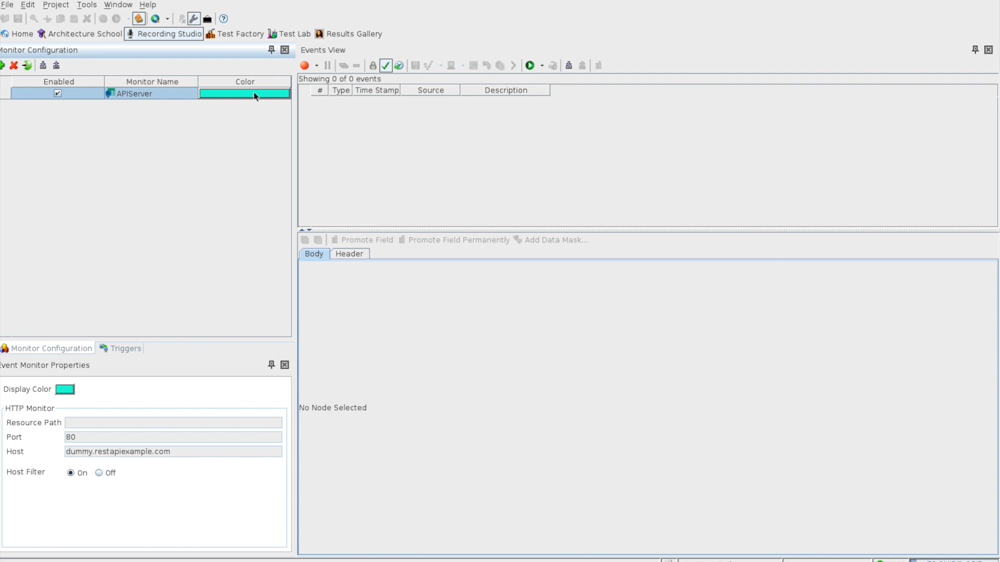 File Edit Project Tools Window Help
Home Architecture School Recording Studio Test Factory Test Lab Results Gallery
Monitor Configuration
Enabled Monitor Name Color
APIServer
Monitor Configuration Triggers
Event Monitor Properties
Display Color
HTTP Monitor
Resource Path
Port 80
Host dummy.restapiexample.com
Host Filter On Off
Events View
Showing 0 of 0 events
# Type Time Stamp Source Description
Promote Field Promote Field Permanently Add Data Mask...
Body Header
No Node Selected